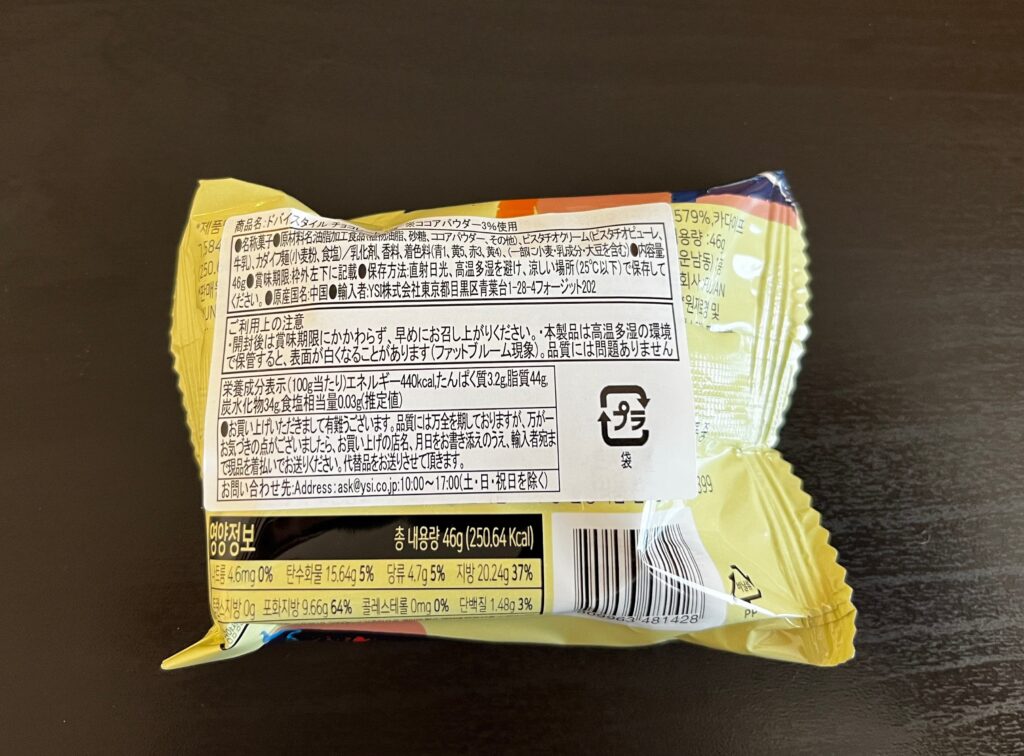 商品名:ドバイスタイル チョコ
ココアパウダー3%使用
●名称菓子●原材料名:油脂加工食品(植物油脂、砂糖、ココアパウダー、その他)、ピスタチオクリーム(ピスタチオピューレ、
牛乳)、カダイフ麺(小麦粉、食塩)／乳化剤、香料、着色料(青1、黄5、赤3、黄4)、(一部に小麦・乳成分・大豆を含む)●内容量:
46g●賞味期限:枠外左下に記載●保存方法:直射日光、高温多湿を避け、涼しい場所(25℃以下)で保存して
ください。●原産国名:中国●輸入者:YSI株式会社東京都目黒区青葉台1-28-4フォージット202
ご利用上の注意
・開封後は賞味期限にかかわらず、早めにお召し上がりください。・本製品は高温多湿の環境
で保管すると、表面が白くなることがあります(ファットブルーム現象)。品質には問題ありません
栄養成分表示(100g当たり)エネルギー440kcal,たんぱく質3.2g,脂質44g,
炭水化物34g,食塩相当量0.03g(推定値)
●お買い上げいただきまして有難うございます。品質には万全を期しておりますが、万が一
お気づきの点がございましたら、お買い上げの店名、月日をお書き添えのうえ、輸入者宛ま
で現品を着払いでお送りください。代替品をお送りさせて頂きます。
お問い合わせ先:Address:ask@ysi.co.jp:10:00～17:00(土・日・祝日を除く)
プラ
袋
579%, 카다이프
용량:46g
399
영양정보 총 내용량 46g (250.64 Kcal)
나트륨 4.6mg 0% 탄수화물 15.64g 5% 당류 4.7g 5% 지방 20.24g 37%
트랜스지방 0g 포화지방 9.66g 64% 콜레스테롤 0mg 0% 단백질 1.48g 3%
481428
PP